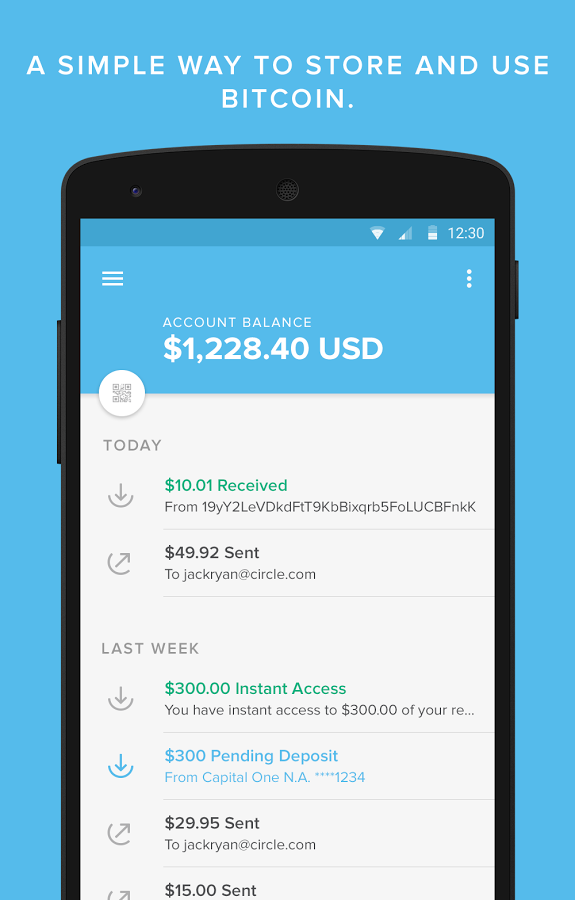 A SIMPLE WAY TO STORE AND USE
BITCOIN.
12:30
ACCOUNT BALANCE
$1,228.40 USD
TODAY
$10.01 Received
From 19yY2LeVDkdFtT9KbBixqrb5FoLUCBFnkK
$49.92 Sent
To jackryan@circle.com
LAST WEEK
$300.00 Instant Access
You have instant access to $300.00 of your re...
$300 Pending Deposit
From Capital One N.A. ****1234
$29.95 Sent
To jackryan@circle.com
$15.00 Sent